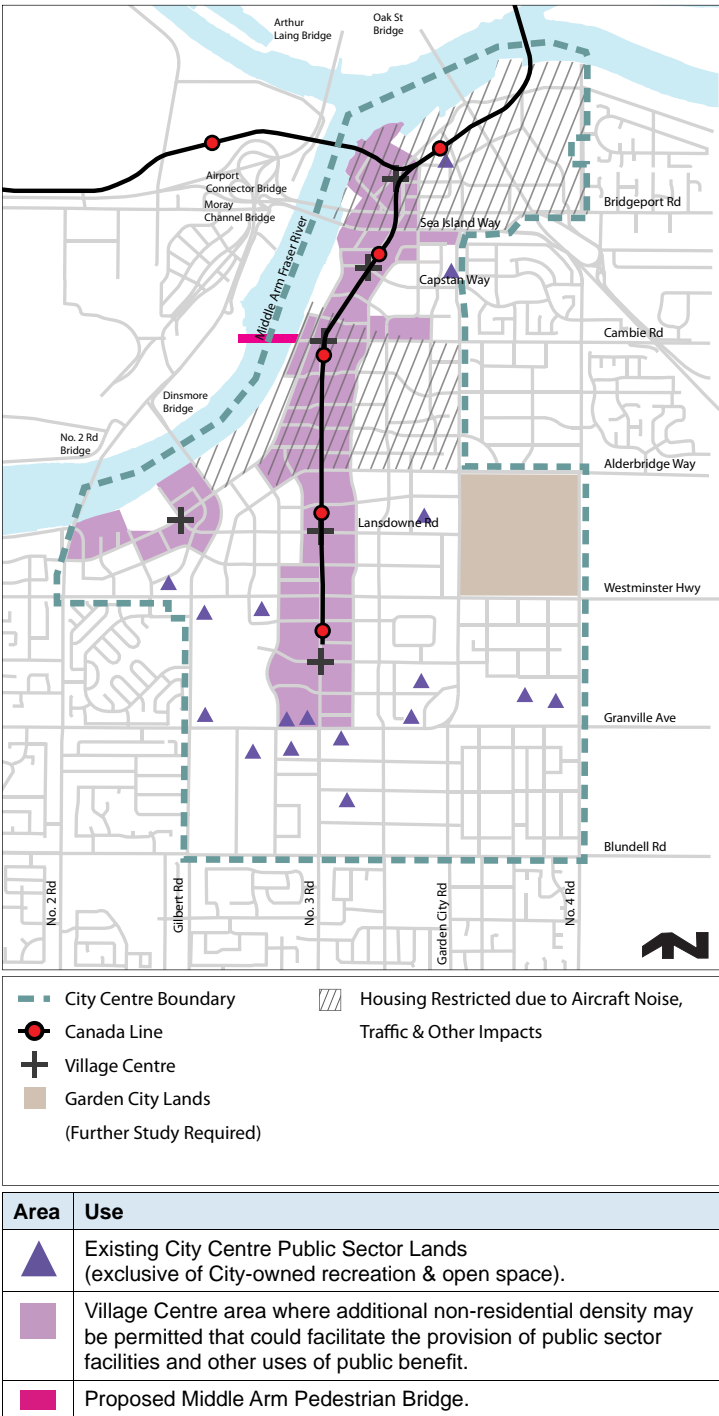 Arthur
Laing Bridge
Oak St
Bridge
Airport
Connector Bridge
Moray
Channel Bridge
Bridgeport Rd
Sea Island Way
Middle Arm Fraser River
Capstan Way
Cambie Rd
Dinsmore
Bridge
No. 2 Rd
Bridge
Alderbridge Way
Lansdowne Rd
Westminster Hwy
Granville Ave
Blundell Rd
No. 2 Rd
Gilbert Rd
No. 3 Rd
Garden City Rd
No. 4 Rd
N
City Centre Boundary
Canada Line
Village Centre
Garden City Lands
(Further Study Required)
Housing Restricted due to Aircraft Noise,
Traffic & Other Impacts
Area Use
Existing City Centre Public Sector Lands
(exclusive of City-owned recreation & open space).
Village Centre area where additional non-residential density may
be permitted that could facilitate the provision of public sector
facilities and other uses of public benefit.
Proposed Middle Arm Pedestrian Bridge.